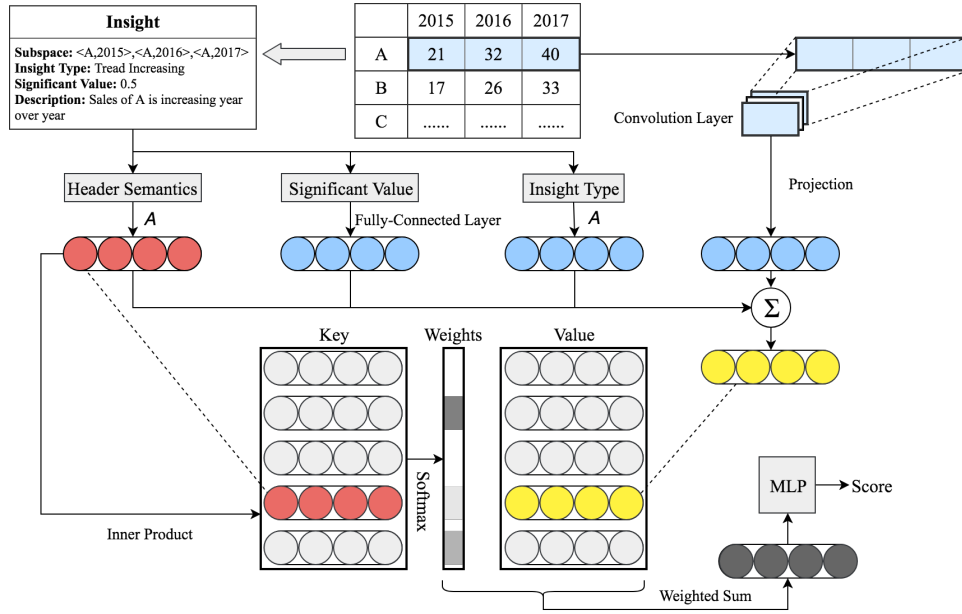 Insight
Subspace: <A,2015>,<A,2016>,<A,2017>
Insight Type: Tread Increasing
Significant Value: 0.5
Description: Sales of A is increasing year
over year
2015 2016 2017
A 21 32 40
B 17 26 33
C ...... ...... ......
Convolution Layer
Header Semantics
Significant Value
Insight Type
Projection
A
Fully-Connected Layer
A
Σ
Key
Weights
Value
Softmax
Inner Product
MLP
Score
Weighted Sum